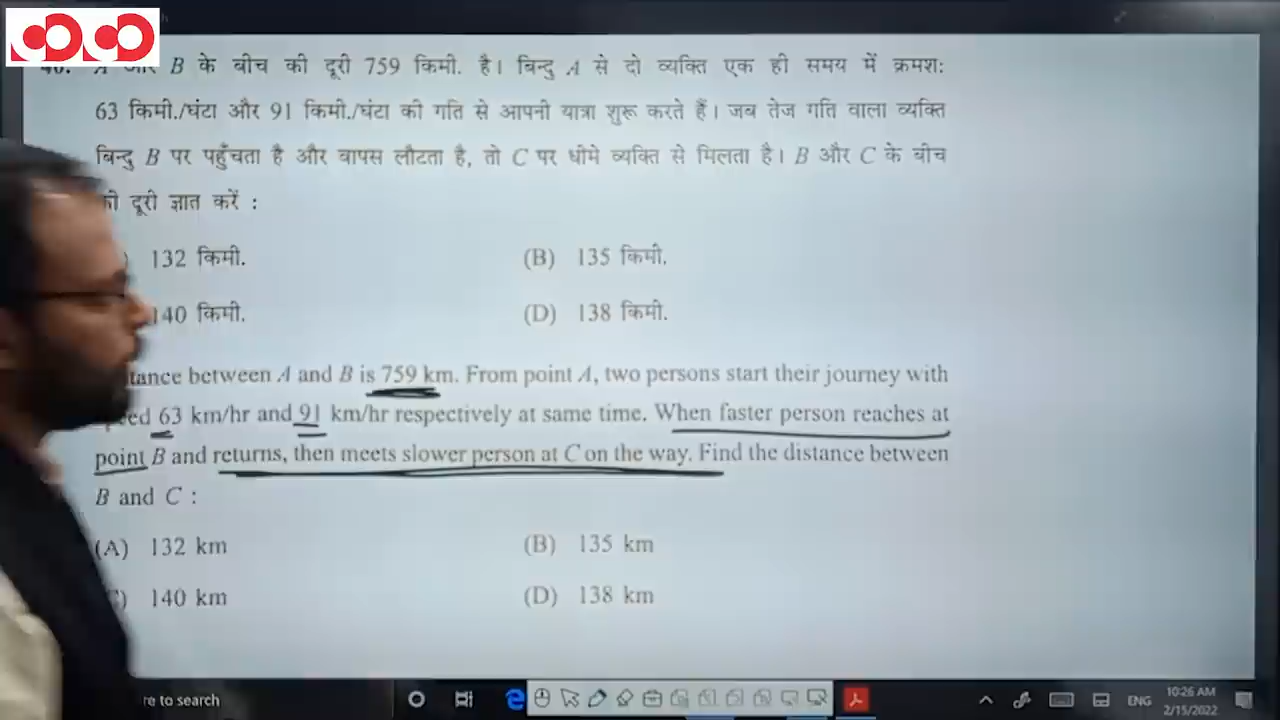 B के बीच की दूरी 759 किमी. है। बिन्दु A से दो व्यक्ति एक ही समय में क्रमश:
63 किमी./घंटा और 91 किमी./घंटा की गति से आपनी यात्रा शुरू करते हैं। जब तेज गति वाला व्यक्ति
बिन्दु B पर पहुँचता है और वापस लौटता है, तो C पर धीमे व्यक्ति से मिलता है। B और C के बीच
की दूरी ज्ञात करें :
132 किमी.
(B) 135 किमी.
140 किमी.
(D) 138 किमी.
tance between A and B is 759 km. From point A, two persons start their journey with
eed 63 km/hr and 91 km/hr respectively at same time. When faster person reaches at
point B and returns, then meets slower person at C on the way. Find the distance between
B and C :
(A) 132 km
(B) 135 km
140 km
(D) 138 km
re to search
ENG
10:26 AM
2/15/2022